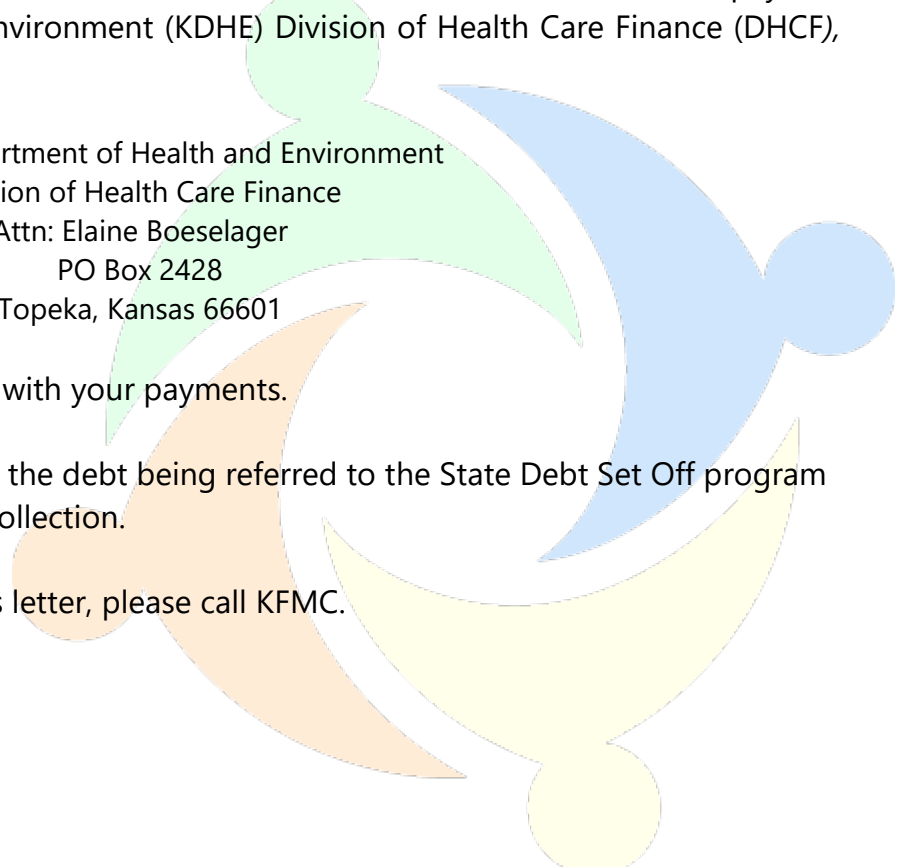 nvironment (KDHE) Division of Health Care Finance (DHCF),
rtment of Health and Environment
ion of Health Care Finance
Attn: Elaine Boeselager
PO Box 2428
Topeka, Kansas 66601
with your payments.
the debt being referred to the State Debt Set Off program
ollection.
s letter, please call KFMC.